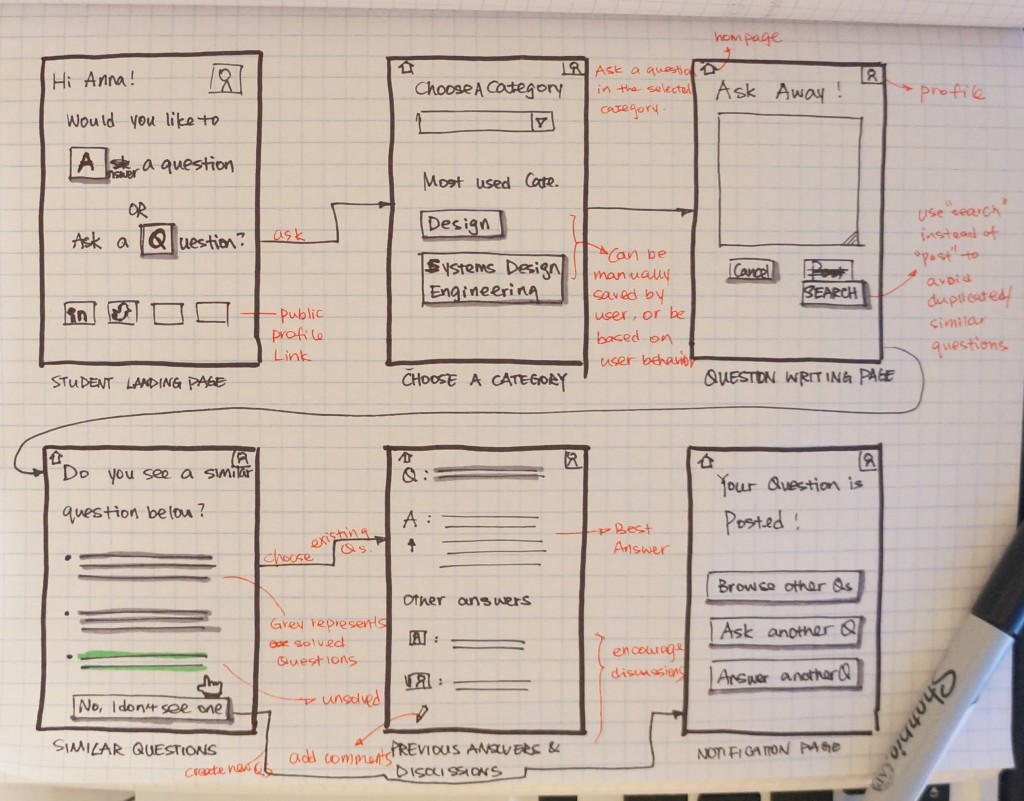 Hi Anna!
Would you like to
A nswer a question
OR
Ask a Question?
in
STUDENT LANDING PAGE
ask
public
profile
Link
Choose A Category
Most used Cate.
Design
Systems Design
Engineering
CHOOSE A CATEGORY
Ask a question
in the selected
category.
Can be
manually
saved by
user, or be
based on
user behavior
hompage
profile
Ask Away!
Cancel
Post
SEARCH
QUESTION WRITING PAGE
use "search"
instead of
"post" to
avoid
duplicated/
similar
questions
Do you see a similar
question below?
No, I don't see one
SIMILAR QUESTIONS
choose existing
Qs.
Grey represents
solved
Questions
unsolved
create new Qs
Q:
A:
Other answers
PREVIOUS ANSWERS &
DISCUSSIONS
Best
Answer
encourage
discussions
add comments
Your Question is
Posted!
Browse other Qs
Ask another Q
Answer another Q
NOTIFICATION PAGE
Sharpie